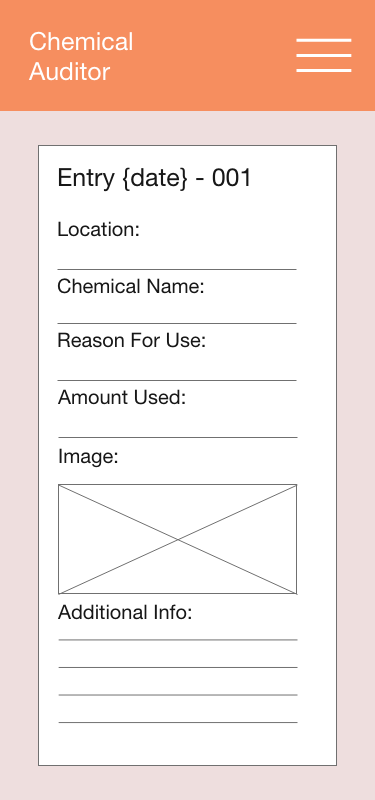 Chemical
Auditor
Entry {date} - 001
Location:
Chemical Name:
Reason For Use:
Amount Used:
Image:
Additional Info: